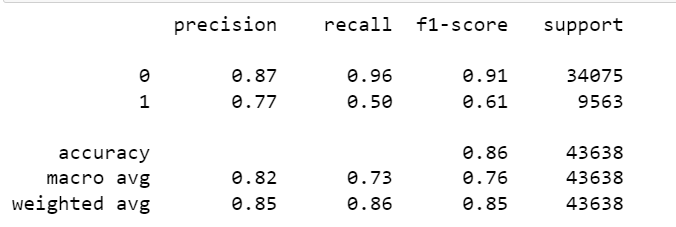 precision recall f1-score support
0 0.87 0.96 0.91 34075
1 0.77 0.50 0.61 9563
accuracy 0.86 43638
macro avg 0.82 0.73 0.76 43638
weighted avg 0.85 0.86 0.85 43638